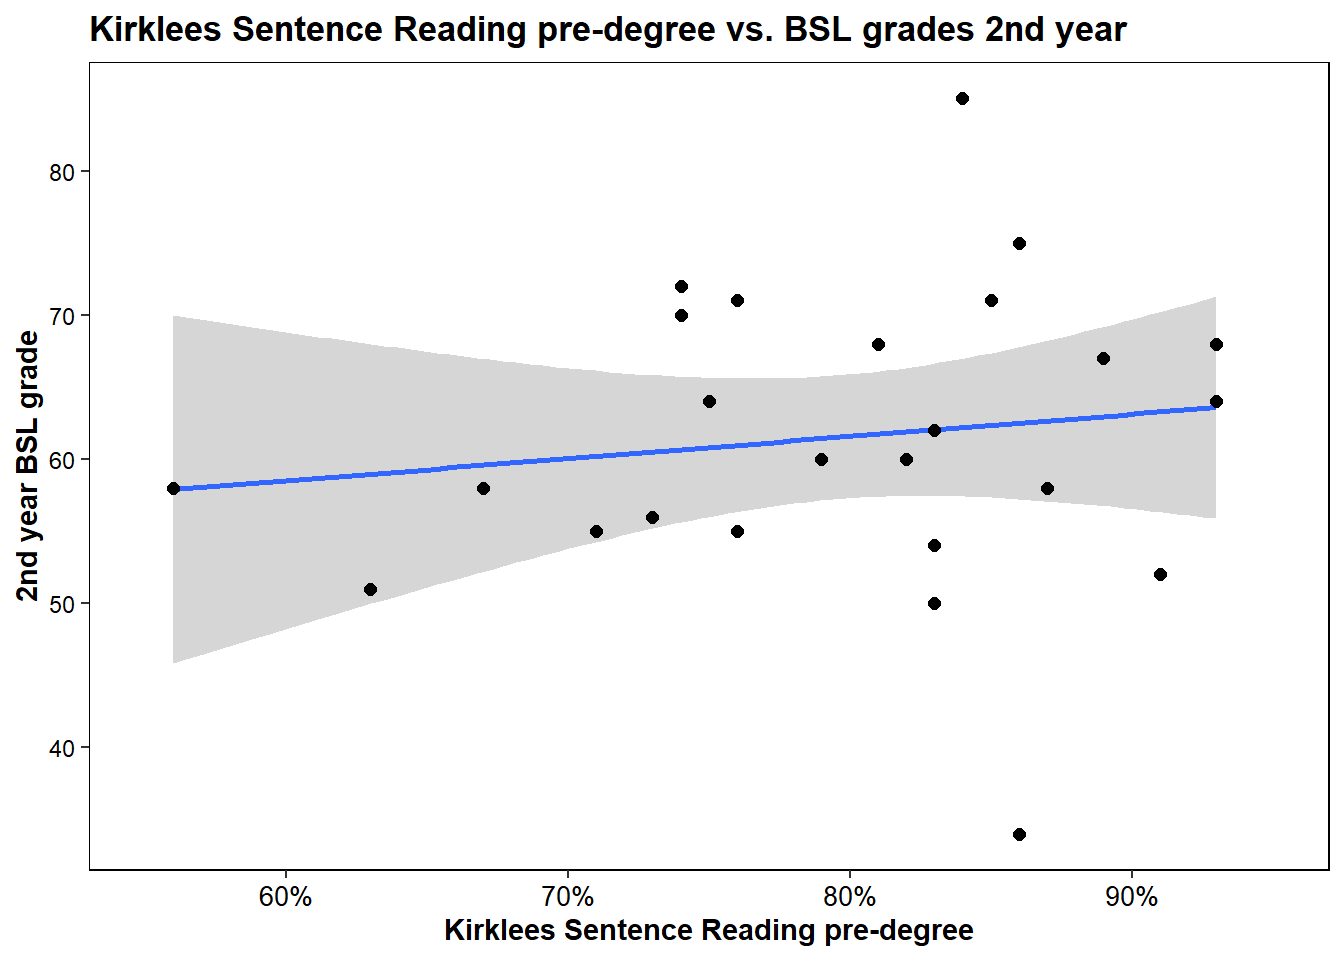 Kirklees Sentence Reading pre-degree vs. BSL grades 2nd year
2nd year BSL grade
80
70
60
50
40
60% 70% 80% 90%
Kirklees Sentence Reading pre-degree